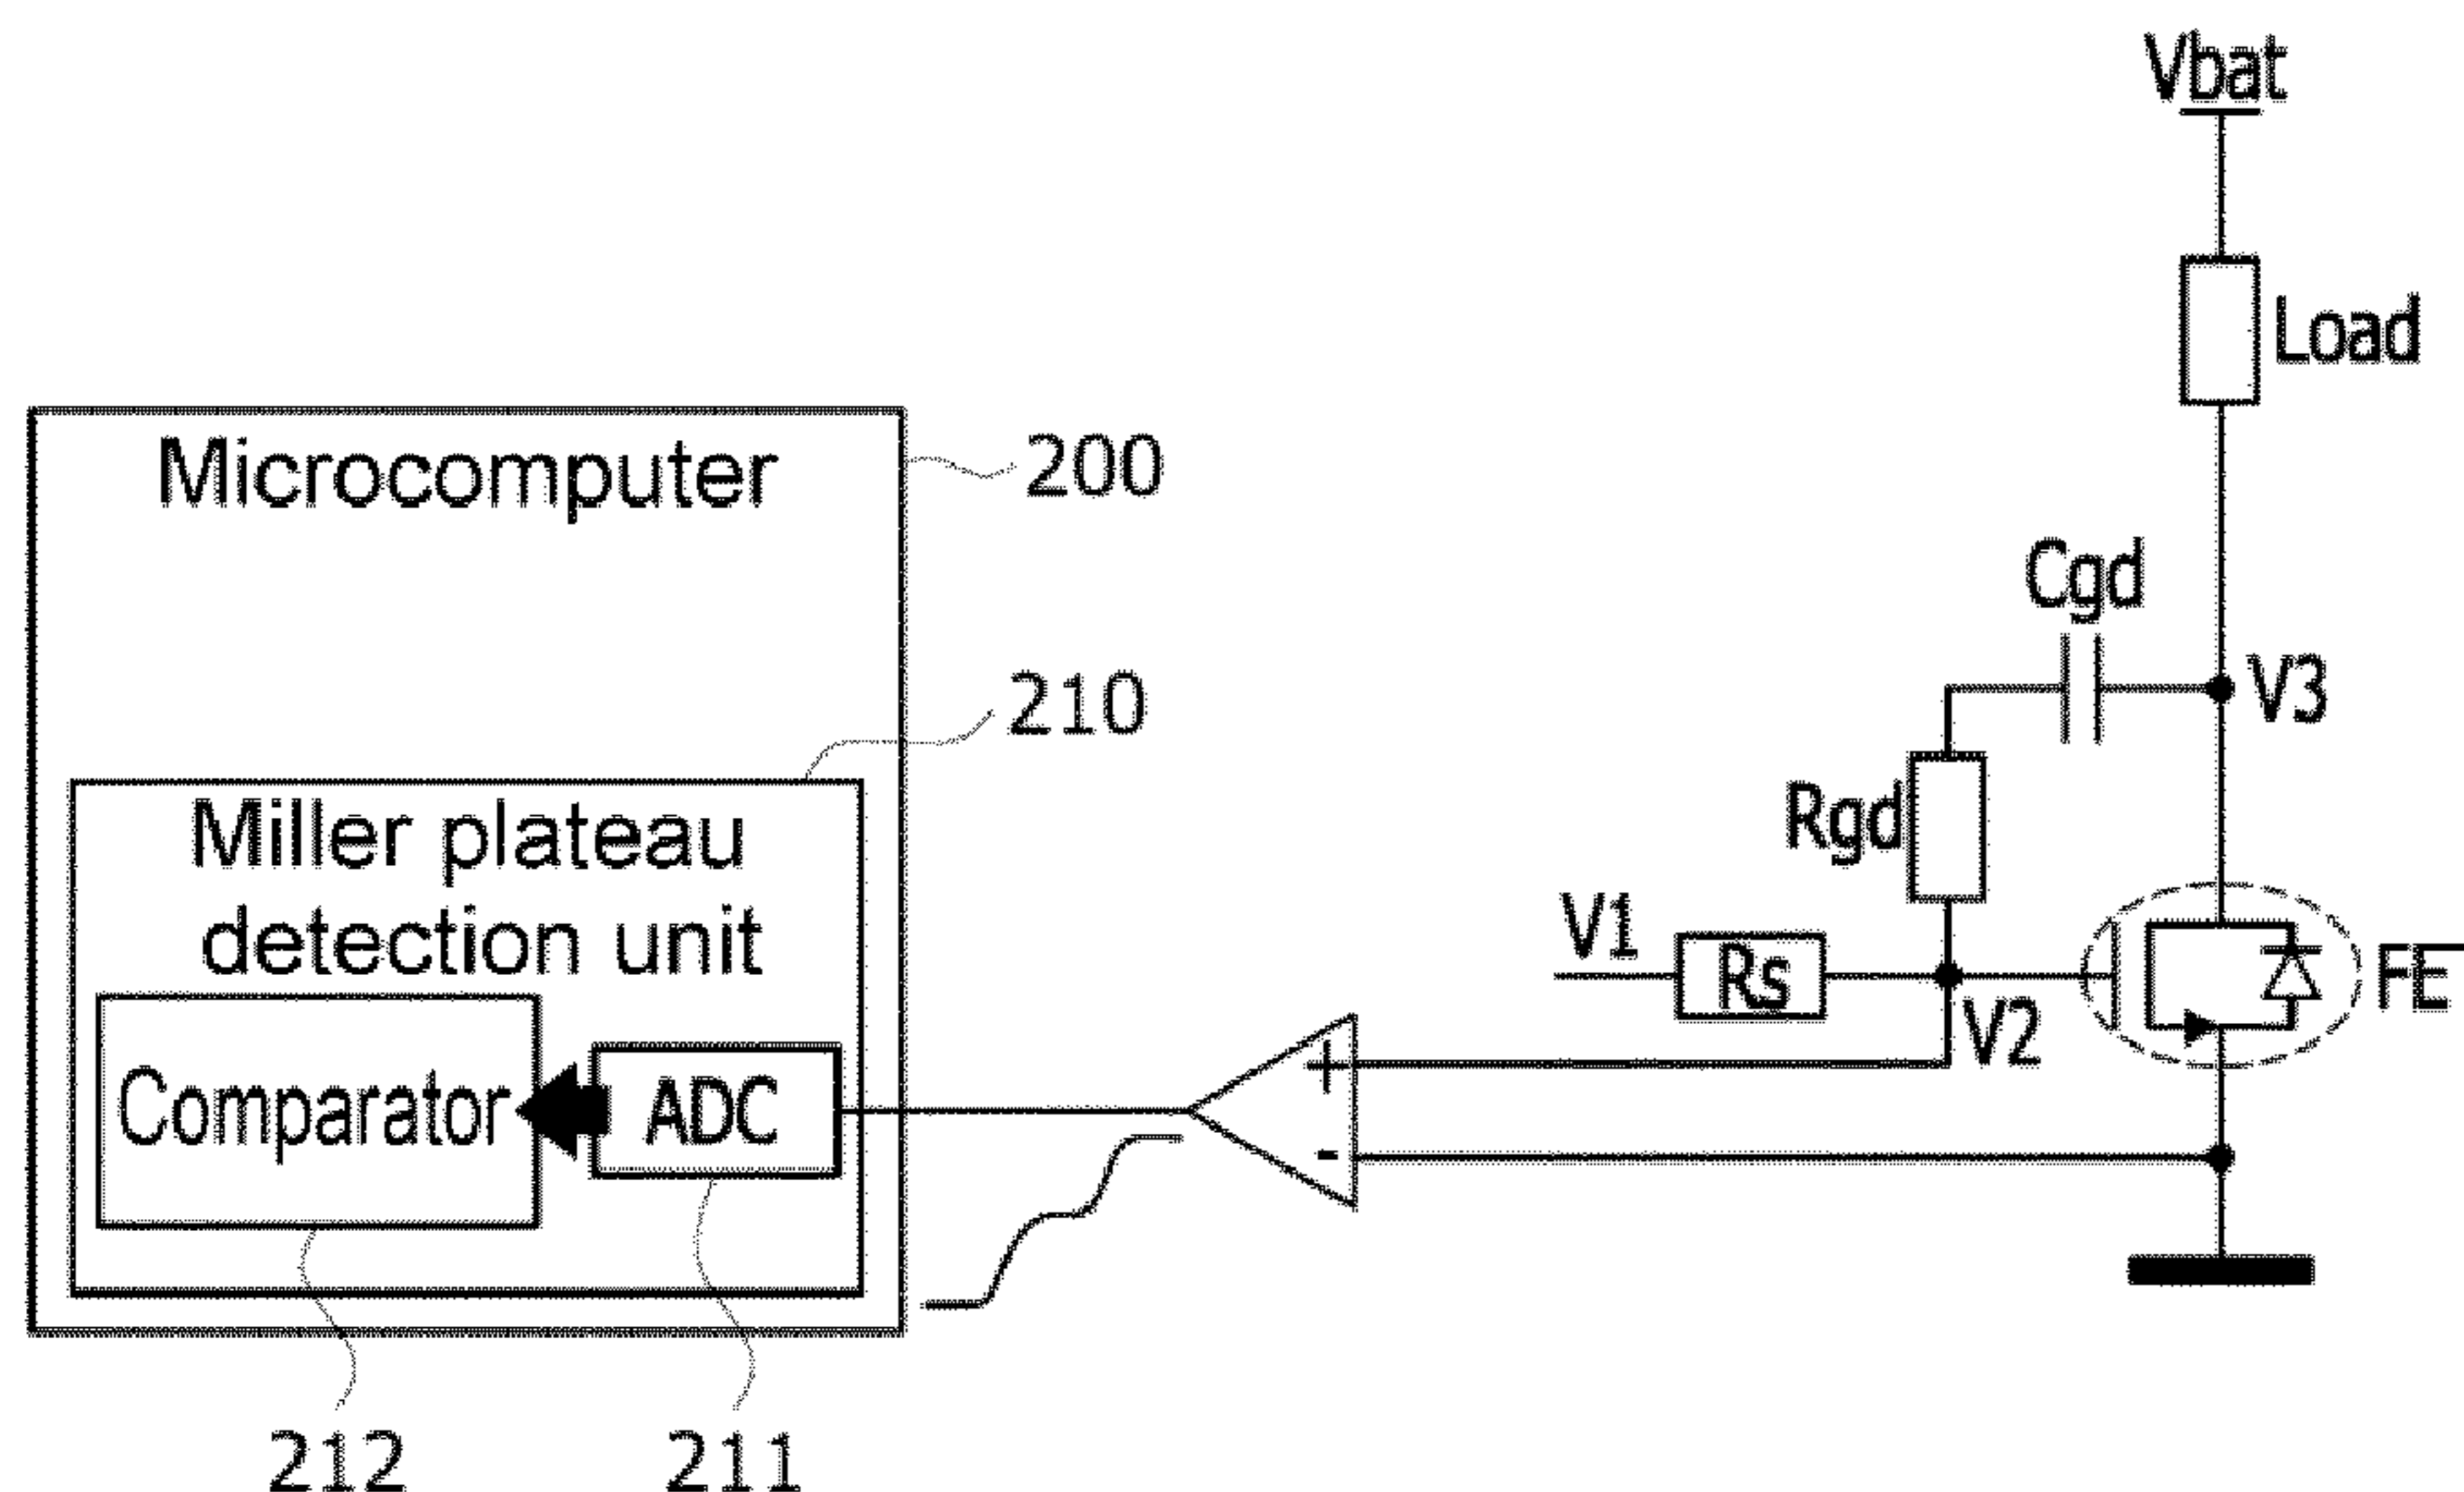 Vbat
Load
Microcomputer
200
Cgd
210
V3
Miller plateau
detection unit
Rgd
V1
Rs
V2
FE
Comparator
ADC
+
-
212
211